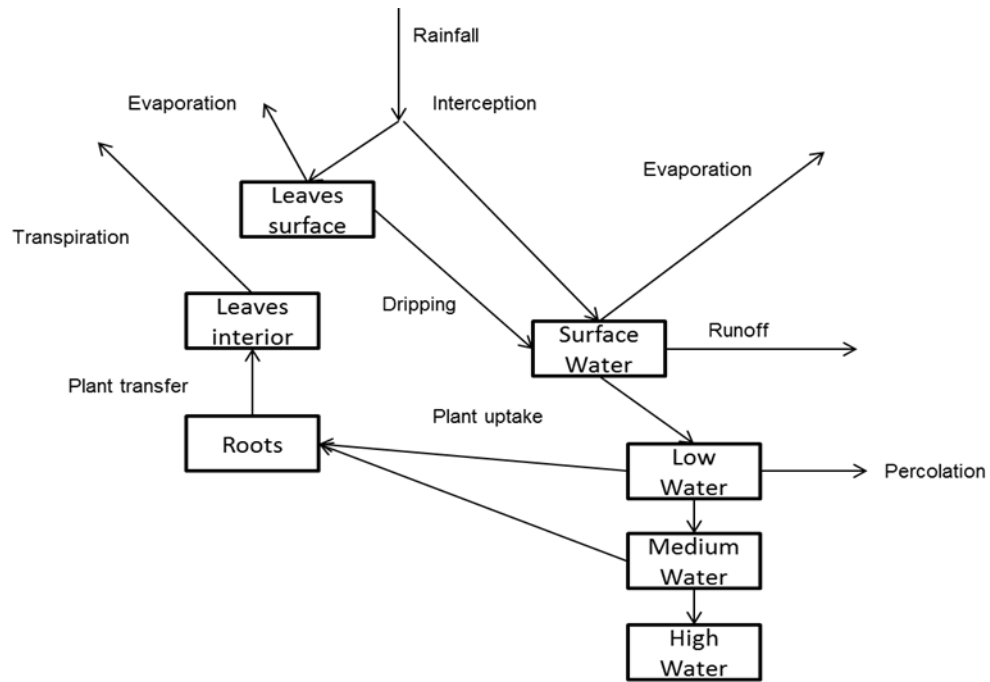 Rainfall
Evaporation
Interception
Evaporation
Leaves
surface
Transpiration
Dripping
Leaves
interior
Surface
Water
Runoff
Plant transfer
Plant uptake
Roots
Low
Water
Percolation
Medium
Water
High
Water